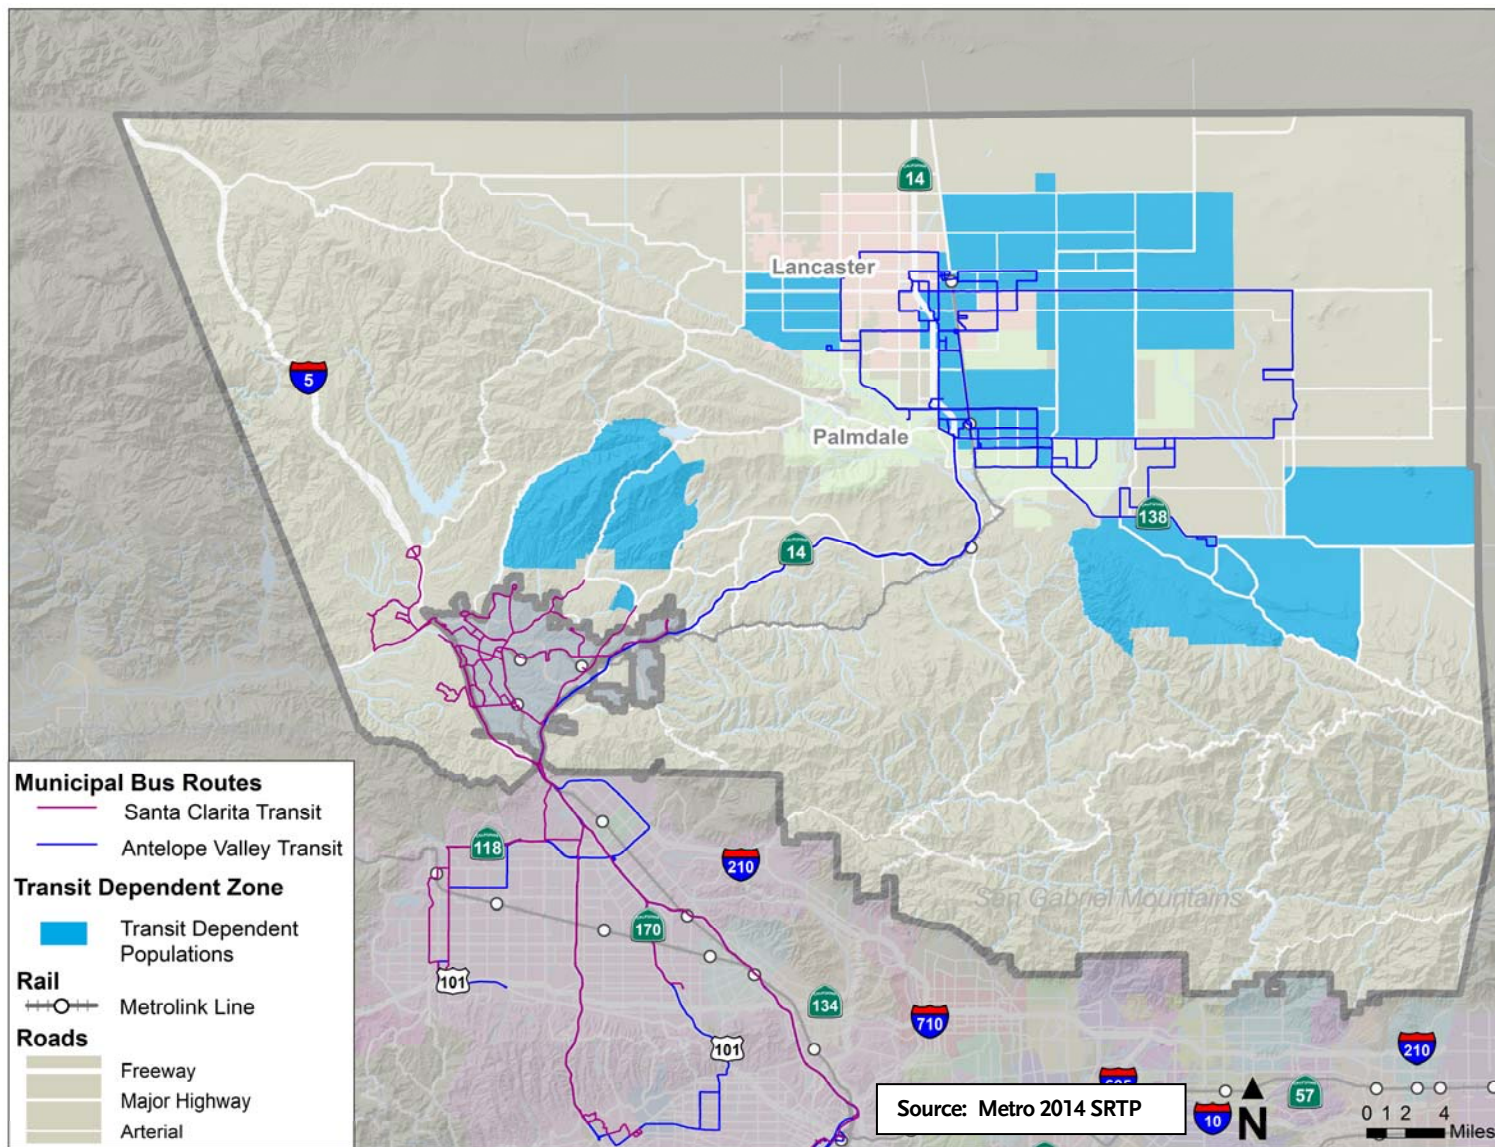 14
Lancaster
5
Palmdale
138
14
Municipal Bus Routes
Santa Clarita Transit
Antelope Valley Transit
118
210
Transit Dependent Zone
Transit Dependent
Populations
San Gabriel Mountains
170
101
Rail
Metrolink Line
134
710
Roads
101
210
Freeway
Major Highway
Arterial
Source: Metro 2014 SRTP
10
N
57
0 1 2 4
Miles